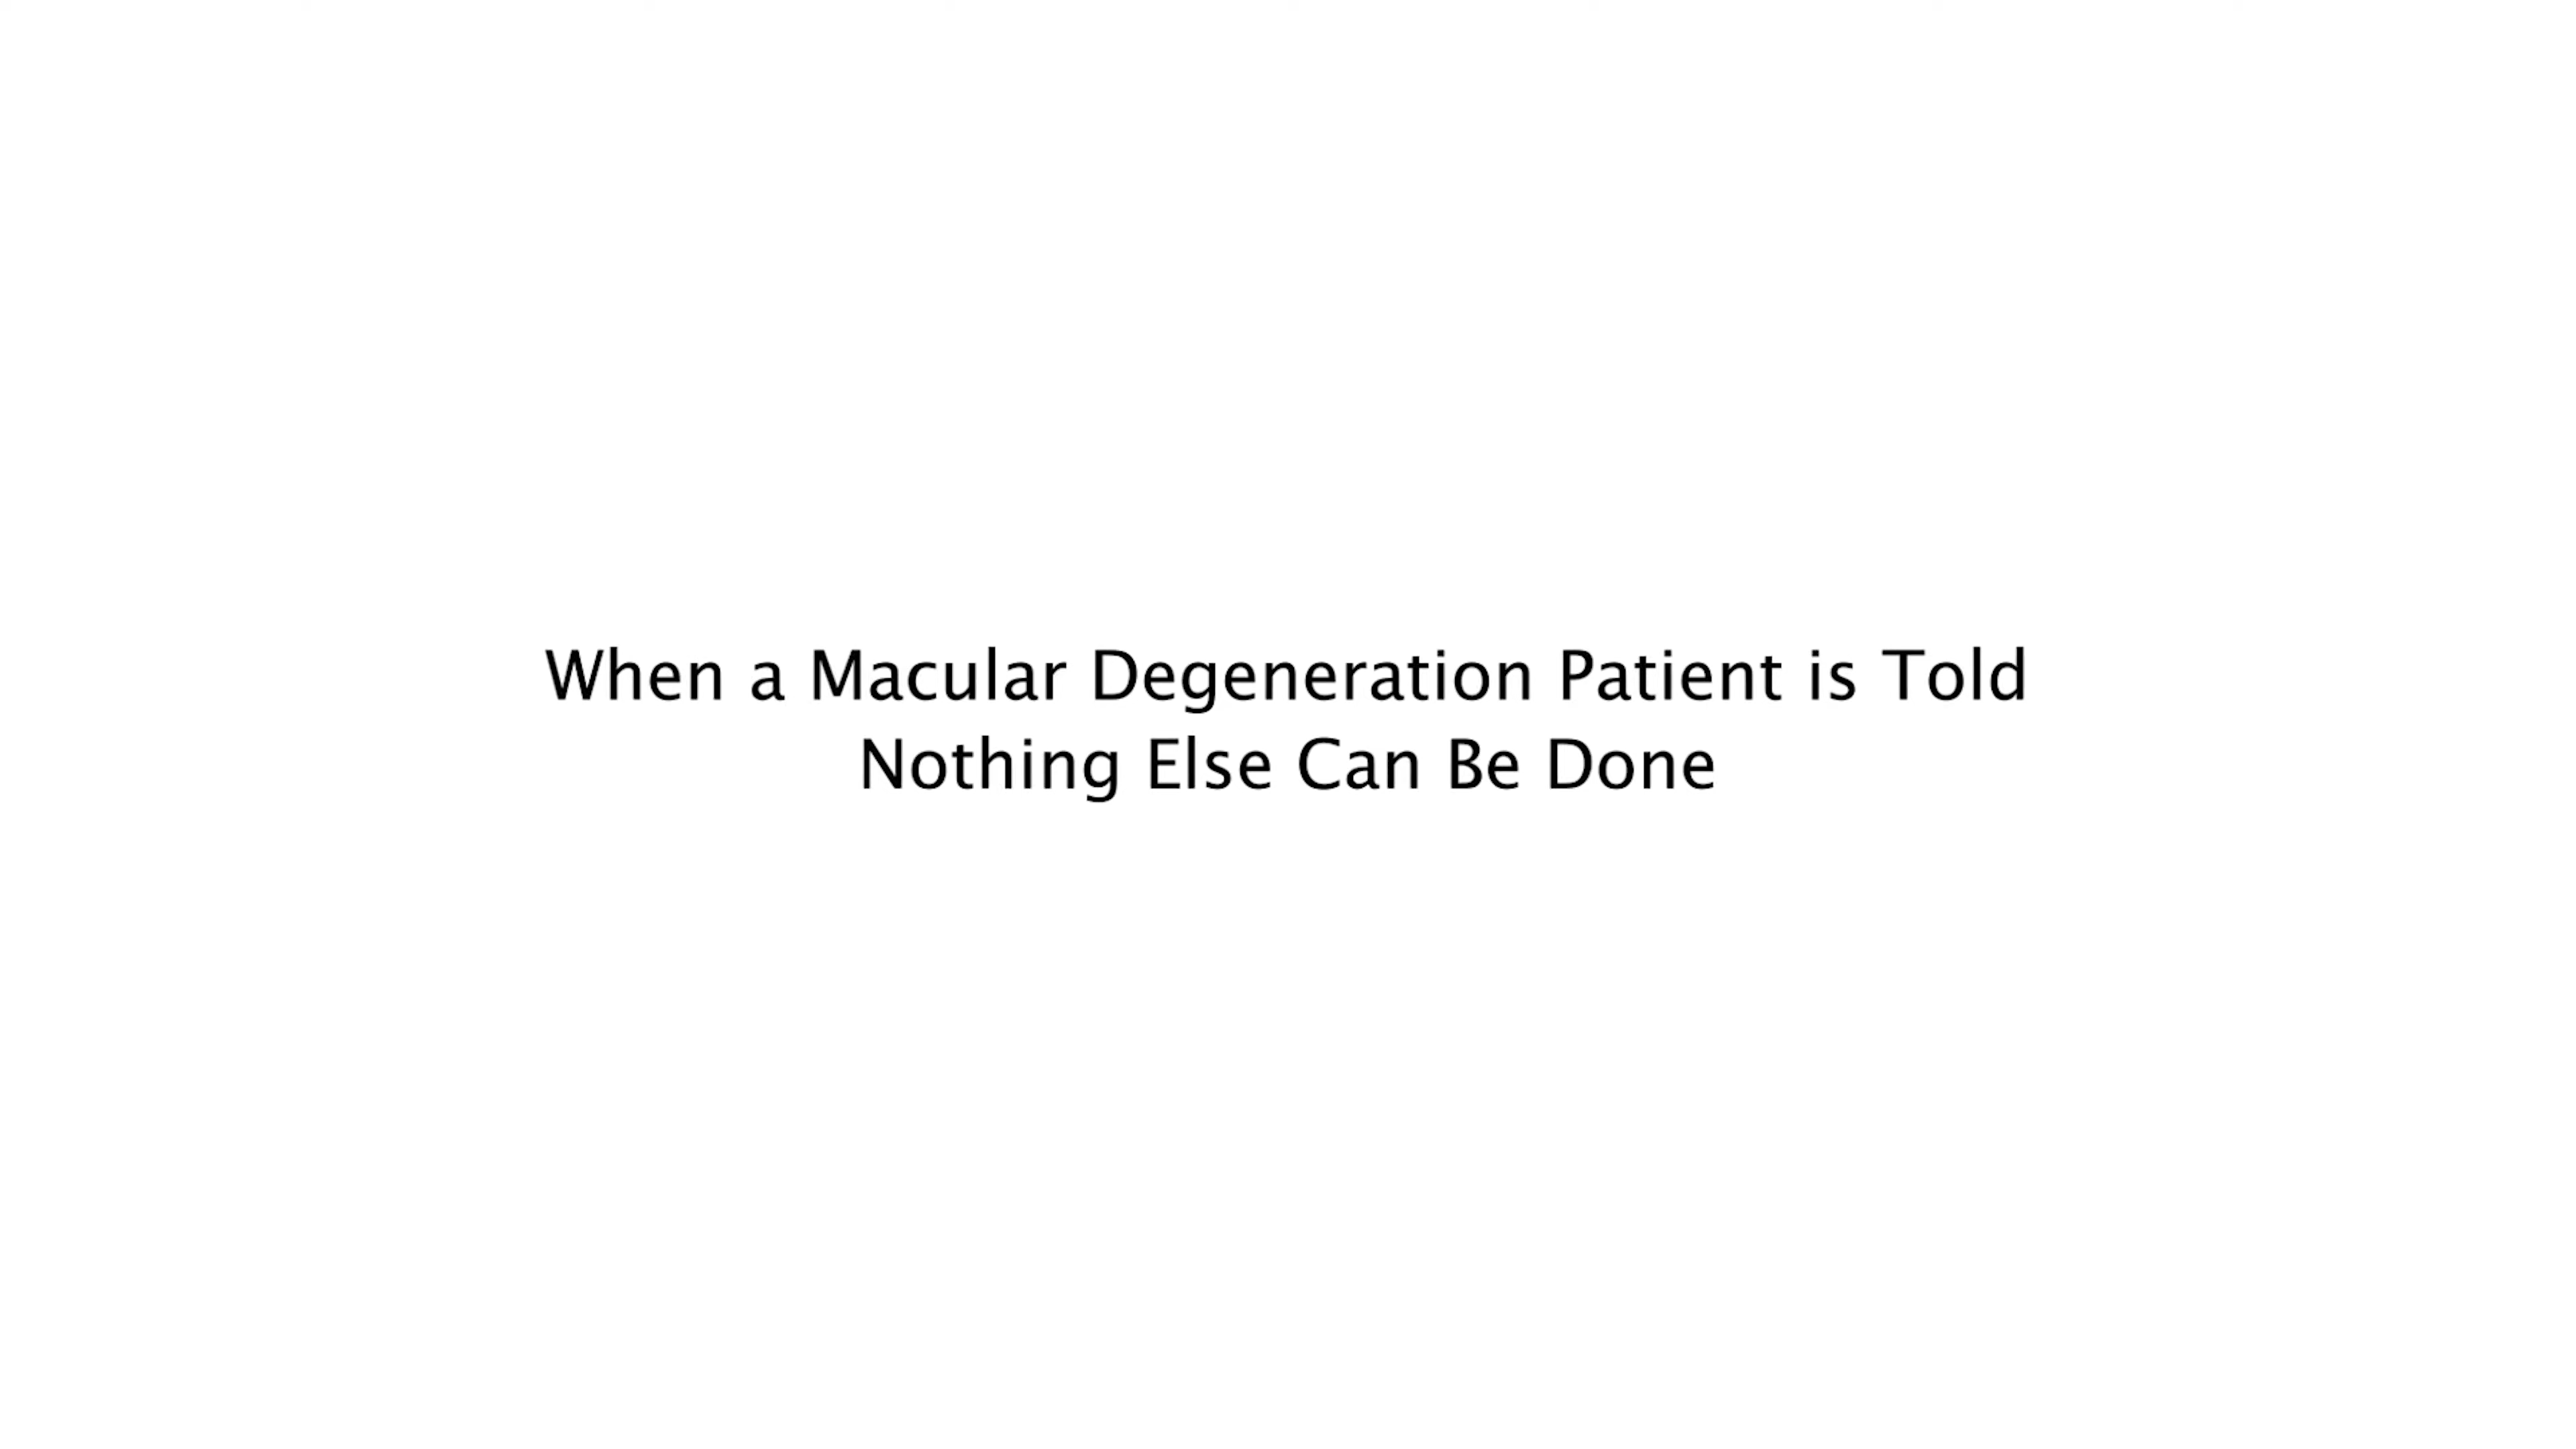 When a Macular Degeneration Patient is Told
Nothing Else Can Be Done